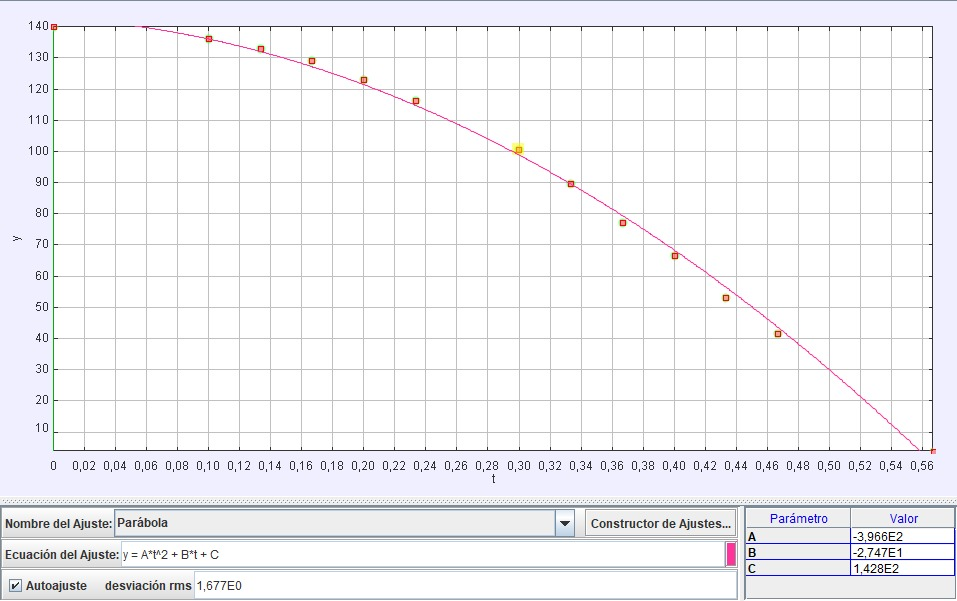 140
130
120
110
100
90
80
70
60
50
40
30
20
10
y
0 0,02 0,04 0,06 0,08 0,10 0,12 0,14 0,16 0,18 0,20 0,22 0,24 0,26 0,28 0,30 0,32 0,34 0,36 0,38 0,40 0,42 0,44 0,46 0,48 0,50 0,52 0,54 0,56
t
Nombre del Ajuste: Parábola Constructor de Ajustes...
Ecuación del Ajuste: y = A*t^2 + B*t + C
Autoajuste desviación rms 1,677E0
Parámetro Valor
A -3,966E2
B -2,747E1
C 1,428E2